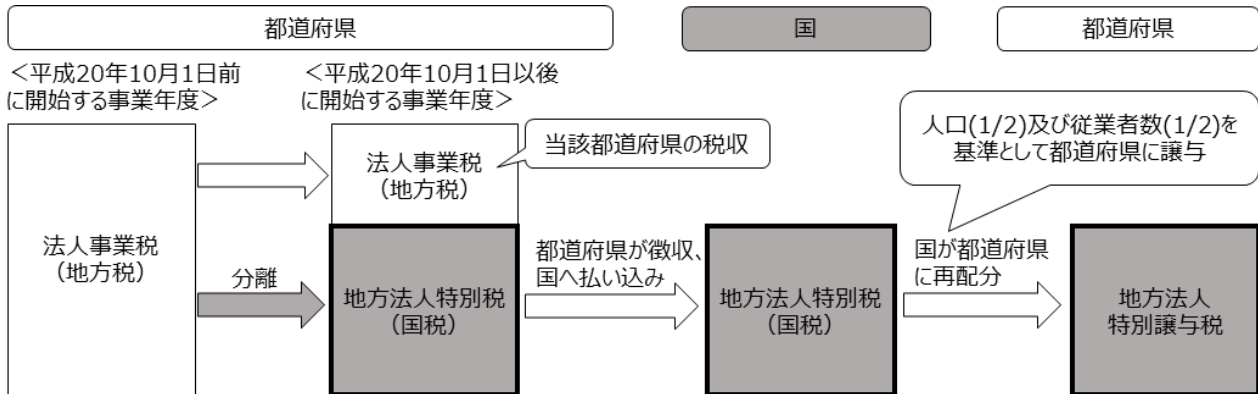 都道府県
国
都道府県
＜平成20年10月1日前
に開始する事業年度＞
＜平成20年10月1日以後
に開始する事業年度＞
法人事業税
（地方税）
分離
法人事業税
（地方税）
当該都道府県の税収
地方法人特別税
（国税）
都道府県が徴収、
国へ払い込み
地方法人特別税
（国税）
人口(1/2)及び従業者数(1/2)を
基準として都道府県に譲与
国が都道府県
に再配分
地方法人
特別譲与税